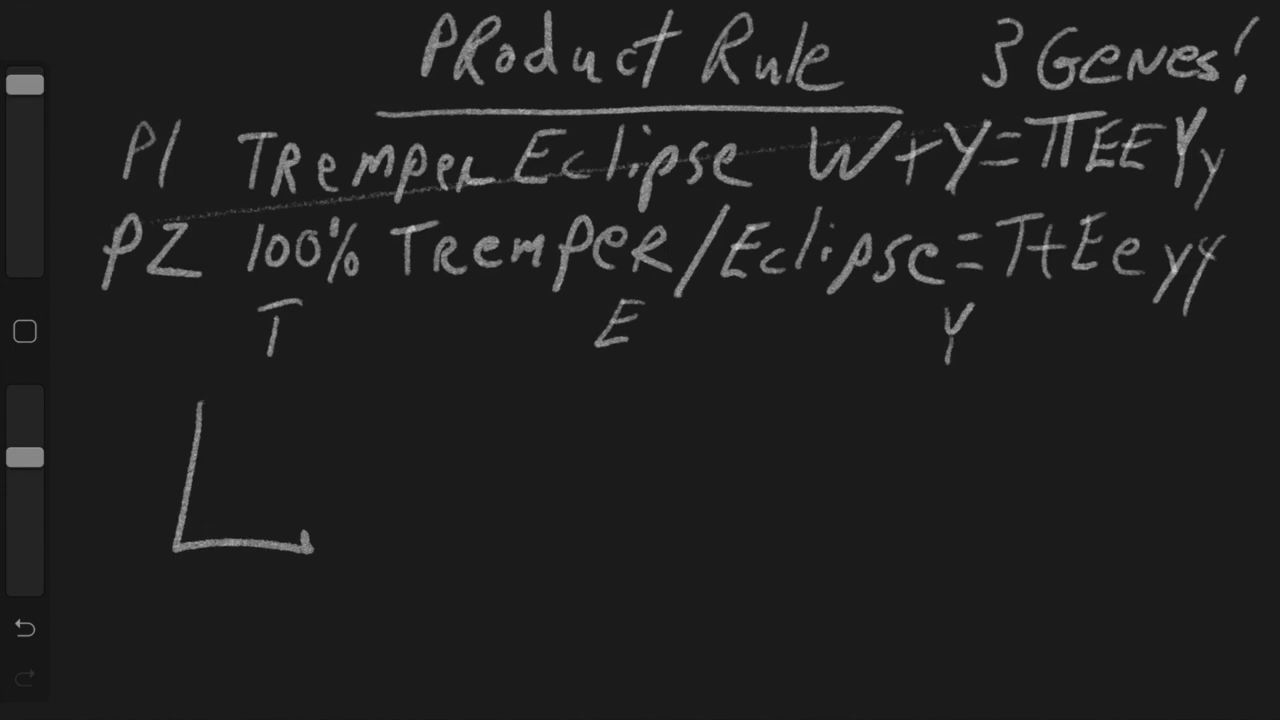 PRoduct Rule 3 Genes!
P1 TRemper Eclipse W+Y=TTEEYy
P2 100% TRempeR/Eclipse=TtEeyy
T E Y